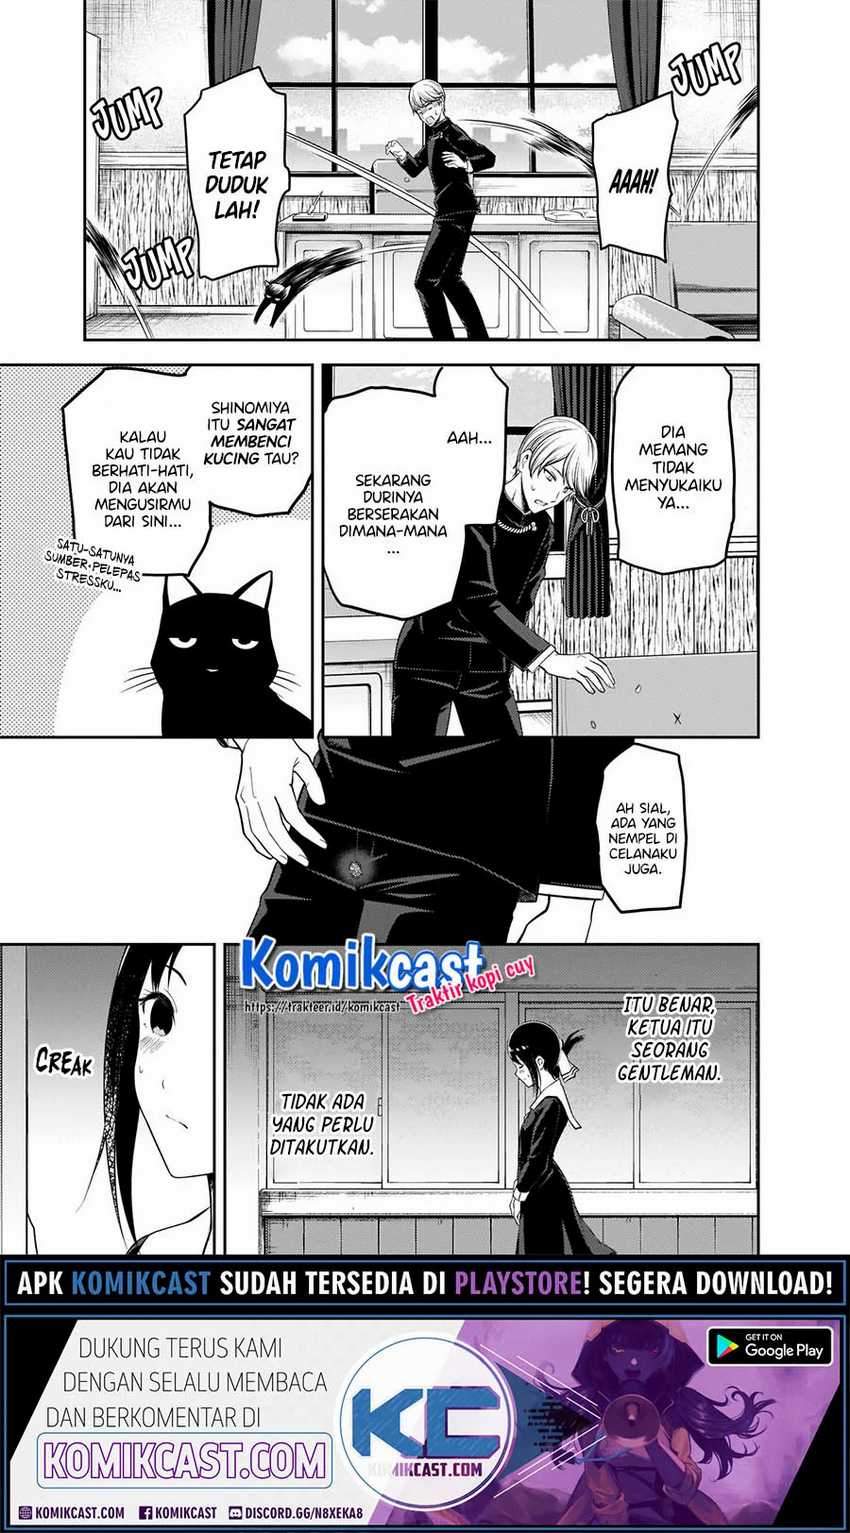 JUMP
AAAH!
JUMP
TETAP
DUDUK
LAH!
JUMP
DIA
MEMANG
TIDAK
MENYUKAIKU
YA...
AAH...
SEKARANG
DURINYA
BERSERAKAN
DIMANA-MANA
...
SHINOMIYA
ITU SANGAT
MEMBENCI
KUCING TAU?
KALAU
KAU TIDAK
BERHATI-HATI,
DIA AKAN
MENGUSIRMU
DARI SINI...
SATU-SATUNYA
SUMBER PELEPAS
STRESSKU...
AH SIAL,
ADA YANG
NEMPEL DI
CELANAKU
JUGA.
Komikcast
Traktir kopi cuy
https://trakteer.id/komikcast
ITU BENAR,
KETUA ITU
SEORANG
GENTLEMAN.
TIDAK ADA
YANG PERLU
DITAKUTKAN.
CREAK
APK KOMIKCAST SUDAH TERSEDIA DI PLAYSTORE! SEGERA DOWNLOAD!
DUKUNG TERUS KAMI
DENGAN SELALU MEMBACA
DAN BERKOMENTAR DI
KOMIKCAST.COM
KOMIKCAST.COM KOMIKCAST DISCORD.GG/N8XEKA8
KC
KOMIKCAST.COM
GET IT ON
Google Play